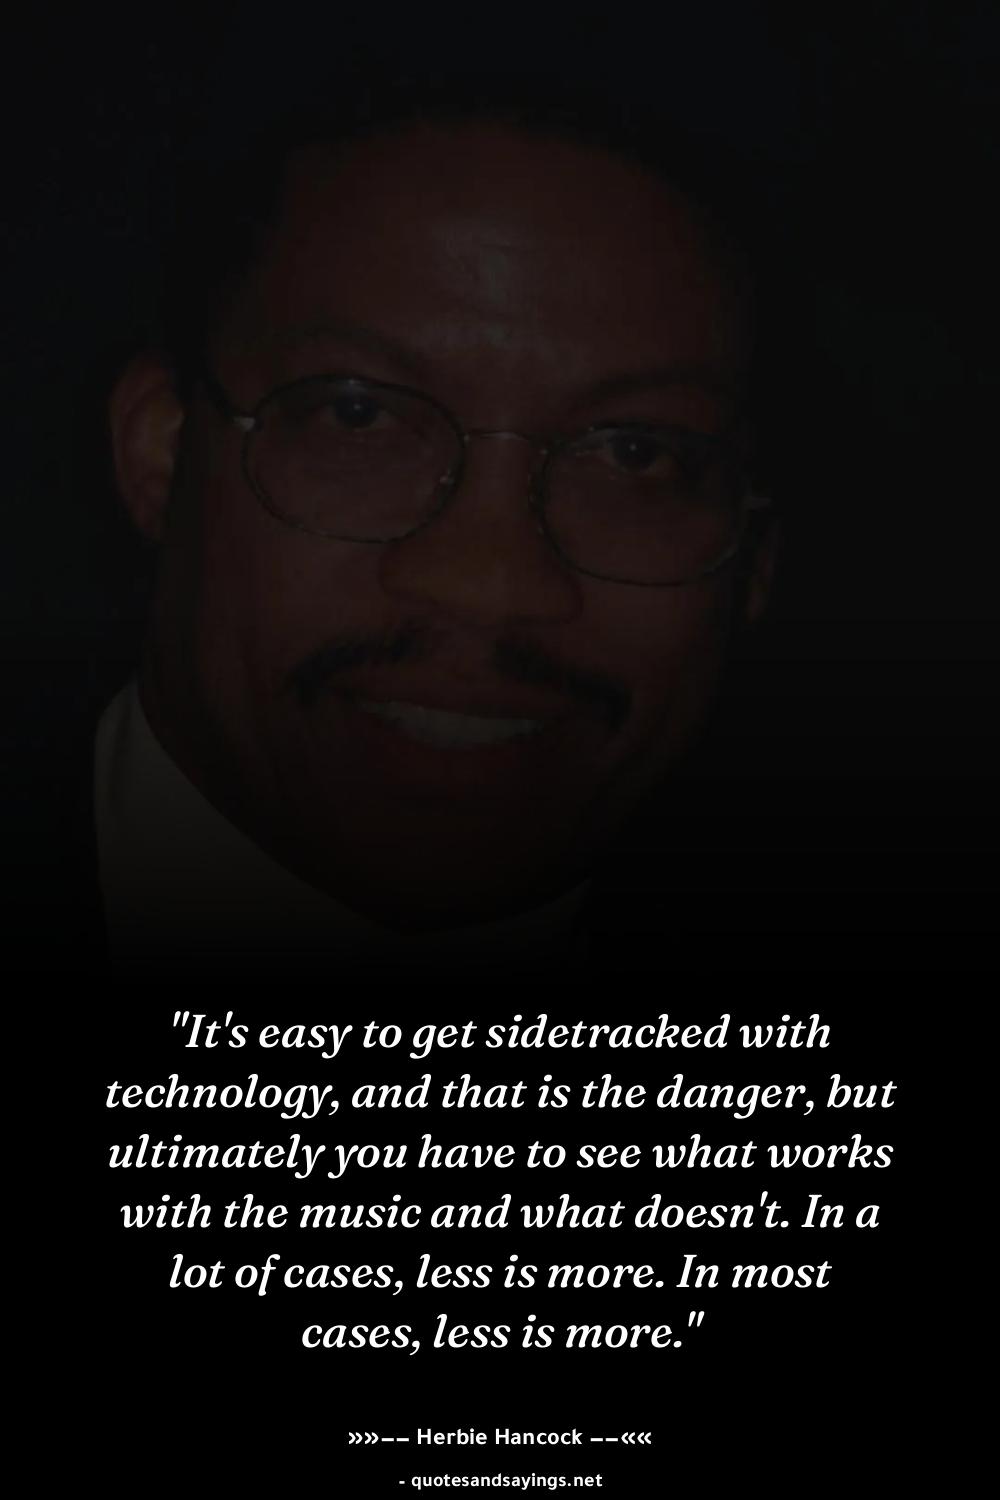 "It's easy to get sidetracked with
technology, and that is the danger, but
ultimately you have to see what works
with the music and what doesn't. In a
lot of cases, less is more. In most
cases, less is more."
»»–– Herbie Hancock ––««
- quotesandsayings.net